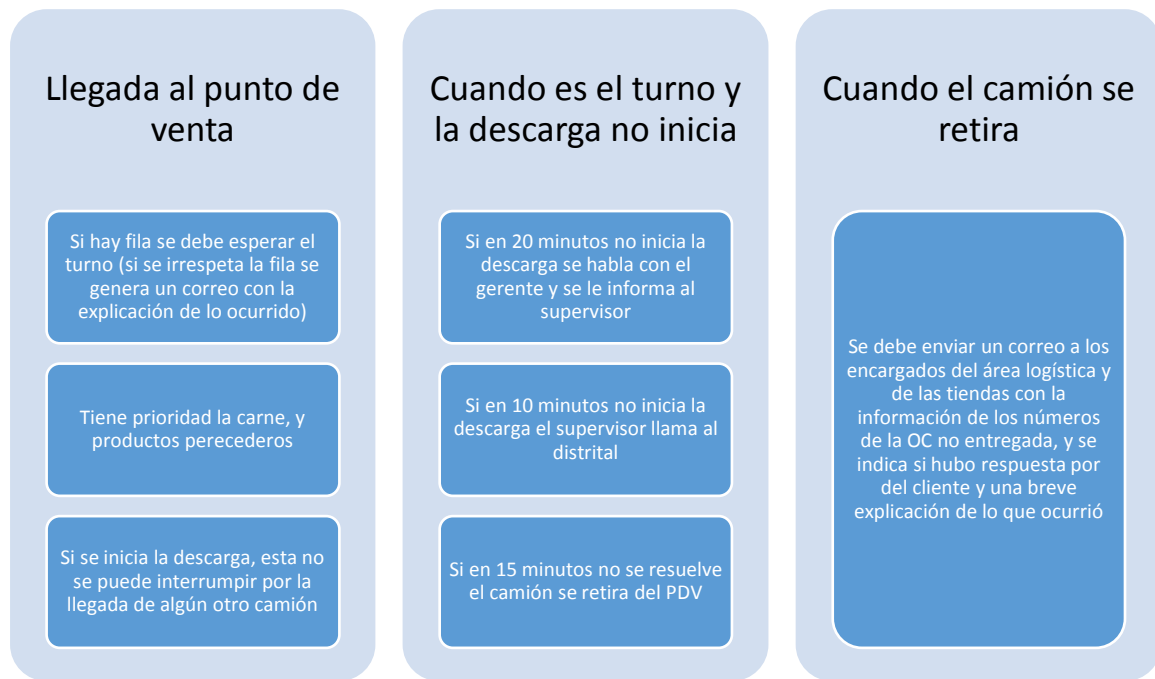 Llegada al punto de
venta
Si hay fila se debe esperar el
turno (si se irrespeta la fila se
genera un correo con la
explicación de lo ocurrido)
Tiene prioridad la carne, y
productos perecederos
Si se inicia la descarga, esta no
se puede interrumpir por la
llegada de algún otro camión
Cuando es el turno y
la descarga no inicia
Si en 20 minutos no inicia la
descarga se habla con el
gerente y se le informa al
supervisor
Si en 10 minutos no inicia la
descarga el supervisor llama al
distrital
Si en 15 minutos no se resuelve
el camión se retira del PDV
Cuando el camión se
retira
Se debe enviar un correo a los
encargados del área logística y
de las tiendas con la
información de los números
de la OC no entregada, y se
indica si hubo respuesta por
del cliente y una breve
explicación de lo que ocurrió